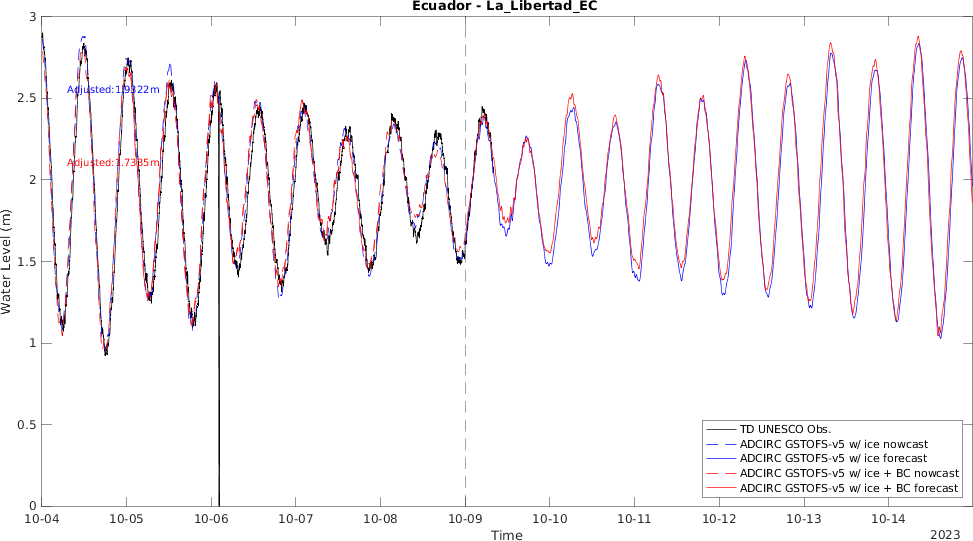 Ecuador - La_Libertad_EC
3
2.5
2
1.5
1
0.5
0
Water Level (m)
Adjusted:1.9322m
Adjusted:1.7385m
TD UNESCO Obs.
ADCIRC GSTOFS-v5 w/ ice nowcast
ADCIRC GSTOFS-v5 w/ ice forecast
ADCIRC GSTOFS-v5 w/ ice + BC nowcast
ADCIRC GSTOFS-v5 w/ ice + BC forecast
10-04 10-05 10-06 10-07 10-08 10-09 10-10 10-11 10-12 10-13 10-14
Time
2023